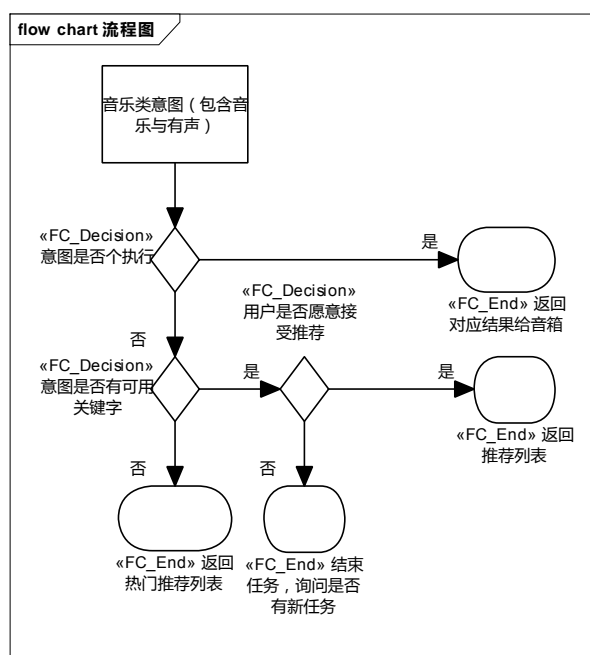 flow chart 流程图
音乐类意图（包含音
乐与有声）
«FC_Decision»
意图是否个执行
是
«FC_End» 返回
对应结果给音箱
«FC_Decision»
用户是否愿意接
受推荐
否
«FC_Decision»
意图是否有可用
关键字
是
是
«FC_End» 返回
推荐列表
否
否
«FC_End» 返回
热门推荐列表
«FC_End» 结束
任务，询问是否
有新任务